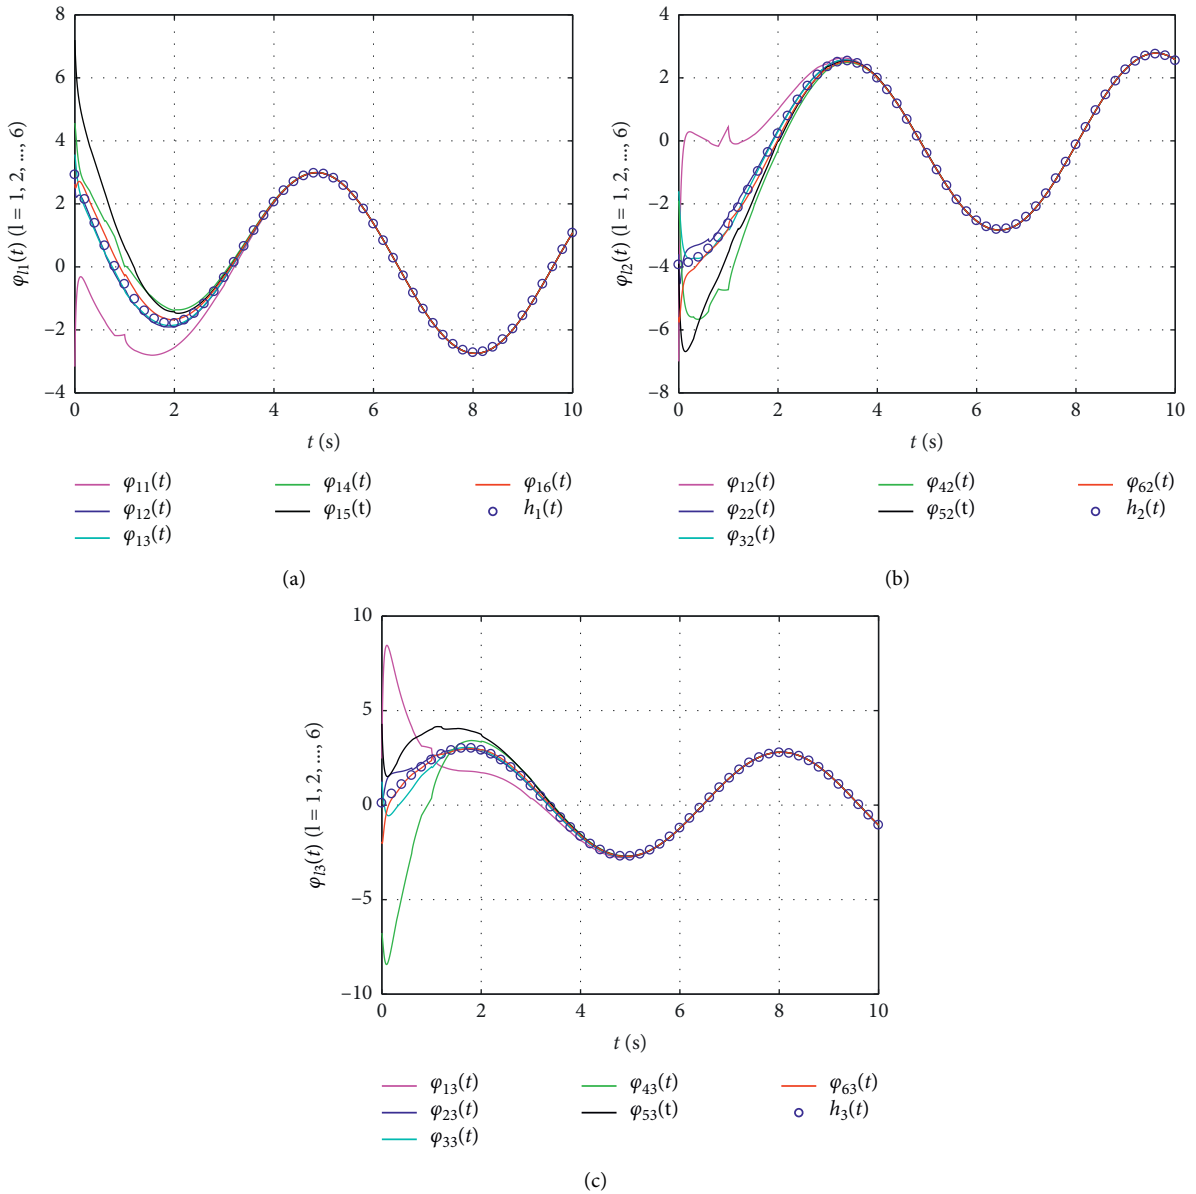 8
6
4
2
0
−2
−4
φl1(t) (l = 1, 2, ..., 6)
0 2 4 6 8 10
t (s)
φ11(t) φ14(t) φ16(t)
φ12(t) φ15(t) h1(t)
φ13(t)
(a)
4
2
0
−2
−4
−6
−8
φl2(t) (l = 1, 2, ..., 6)
0 2 4 6 8 10
t (s)
φ12(t) φ42(t) φ62(t)
φ22(t) φ52(t) h2(t)
φ32(t)
(b)
10
5
0
−5
−10
φl3(t) (l = 1, 2, ..., 6)
0 2 4 6 8 10
t (s)
φ13(t) φ43(t) φ63(t)
φ23(t) φ53(t) h3(t)
φ33(t)
(c)